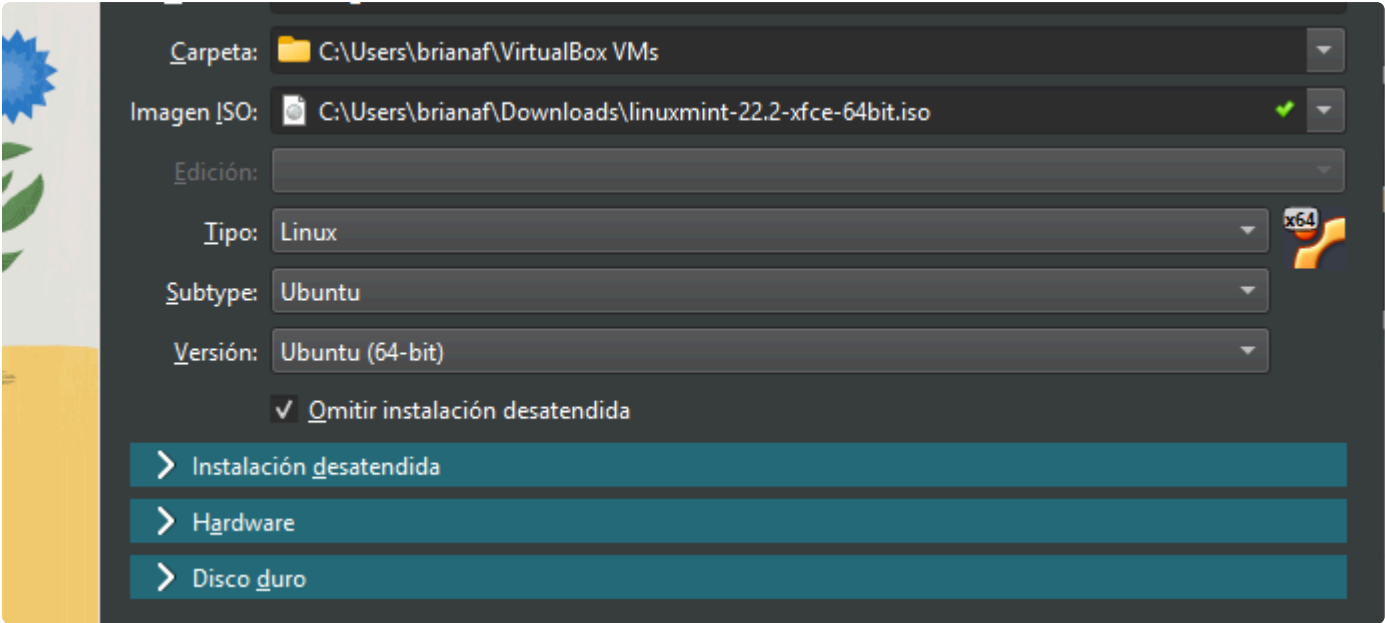 Carpeta: C:\Users\brianaf\VirtualBox VMs
Imagen ISO: C:\Users\brianaf\Downloads\linuxmint-22.2-xfce-64bit.iso
Edición:
Tipo: Linux
x64
Subtype: Ubuntu
Versión: Ubuntu (64-bit)
Omitir instalación desatendida
Instalación desatendida
Hardware
Disco duro